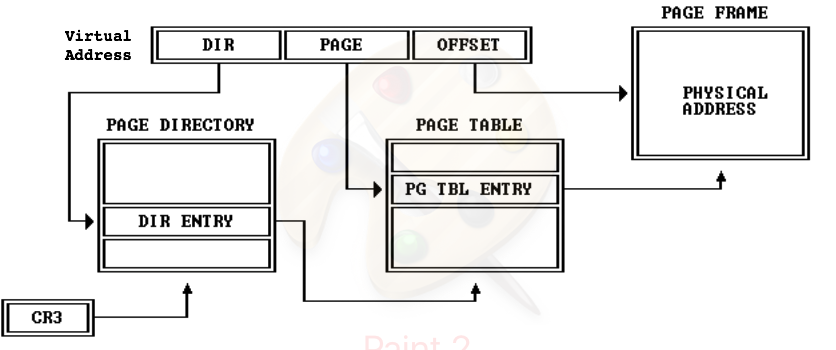 PAGE FRAME
Virtual
Address
DIR
PAGE
OFFSET
PHYSICAL
ADDRESS
PAGE DIRECTORY
PAGE TABLE
PG TBL ENTRY
DIR ENTRY
CR3
Paint 2